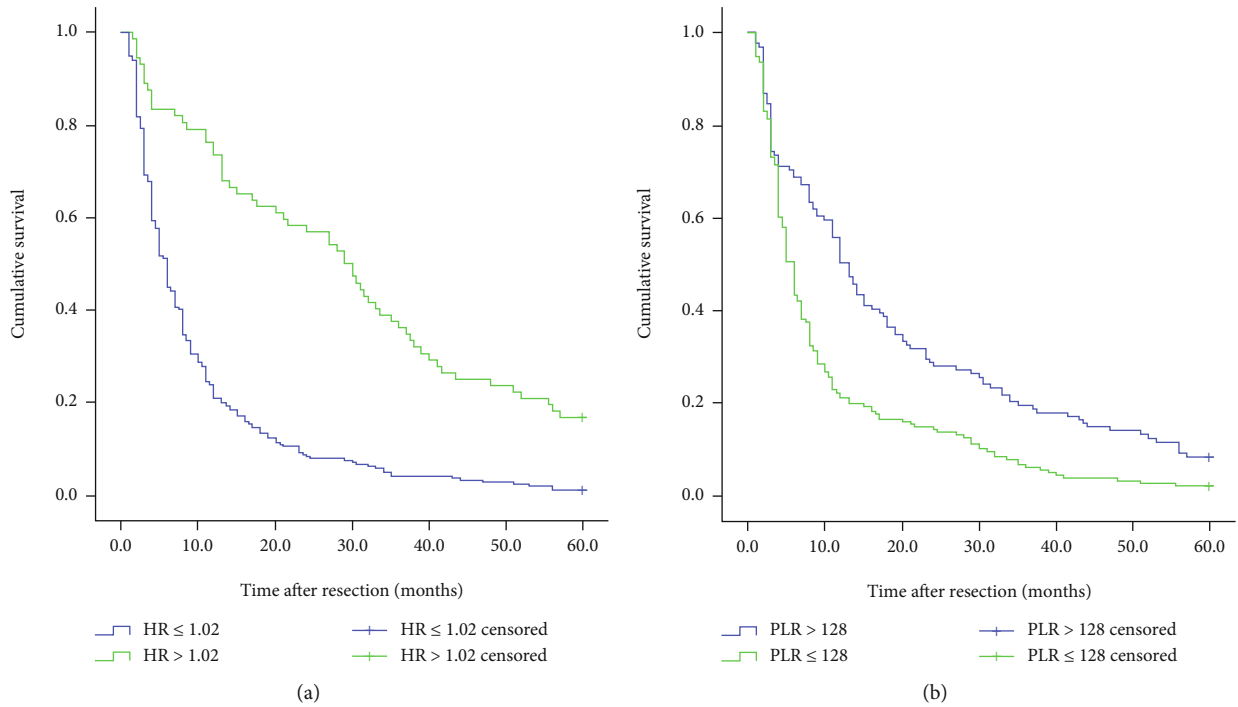 Cumulative survival
1.0
0.8
0.6
0.4
0.2
0.0
0.0 10.0 20.0 30.0 40.0 50.0 60.0
Time after resection (months)
HR ≤ 1.02 HR ≤ 1.02 censored
HR > 1.02 HR > 1.02 censored
(a)
Cumulative survival
1.0
0.8
0.6
0.4
0.2
0.0
0.0 10.0 20.0 30.0 40.0 50.0 60.0
Time after resection (months)
PLR > 128 PLR > 128 censored
PLR ≤ 128 PLR ≤ 128 censored
(b)